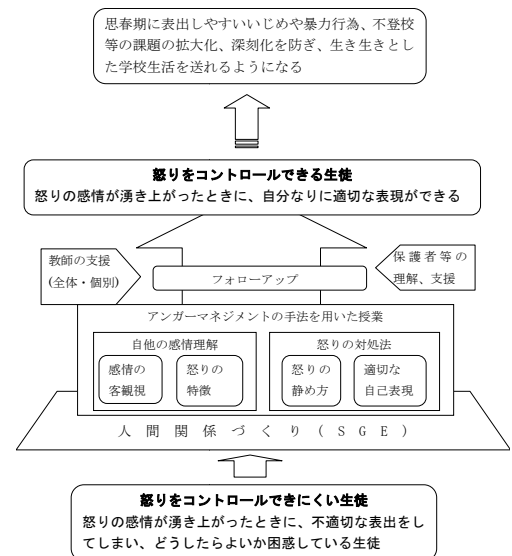 思春期に表出しやすいいじめや暴力行為、不登校
等の課題の拡大化、深刻化を防ぎ、生き生きとし
た学校生活を送れるようになる
怒りをコントロールできる生徒
怒りの感情が湧き上がったときに、自分なりに適切な表現ができる
教師の支援
(全体・個別)
フォローアップ
保護者等の
理解、支援
アンガーマネジメントの手法を用いた授業
自他の感情理解
感情の
客観視
怒りの
特徴
怒りの対処法
怒りの
静め方
適切な
自己表現
人間関係づくり(SGE)
怒りをコントロールできにくい生徒
怒りの感情が湧き上がったときに、不適切な表出をし
てしまい、どうしたらよいか困惑している生徒